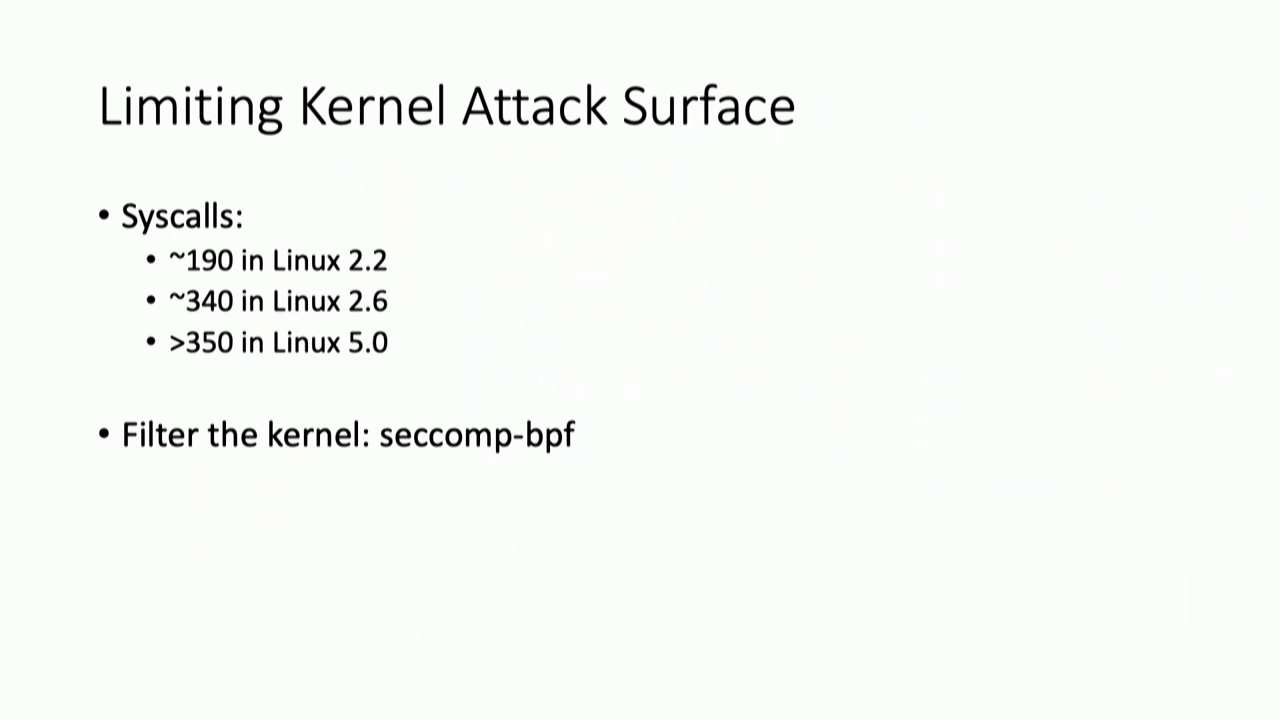 Limiting Kernel Attack Surface
• Syscalls:
• ~190 in Linux 2.2
• ~340 in Linux 2.6
• >350 in Linux 5.0
• Filter the kernel: seccomp-bpf